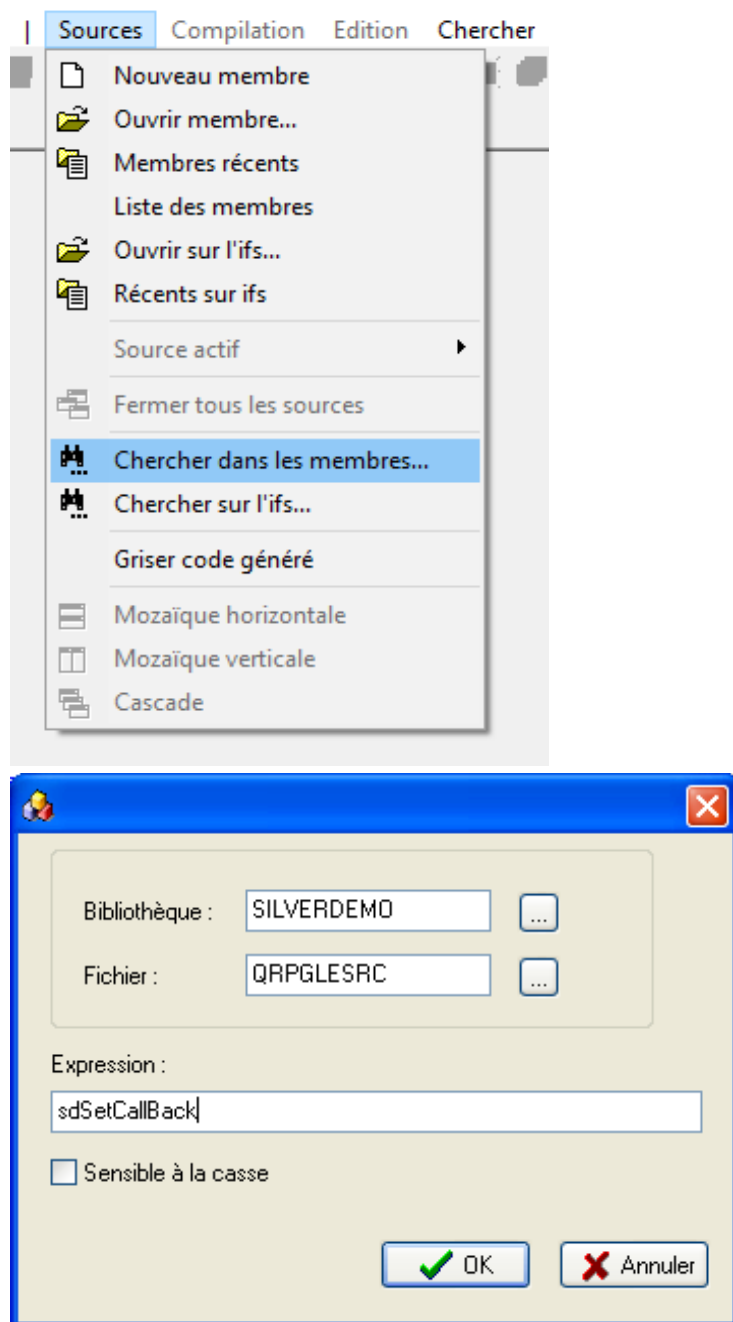 | Sources Compilation Edition Chercher
Nouveau membre
Ouvrir membre...
Membres récents
Liste des membres
Ouvrir sur l'ifs...
Récents sur ifs
Source actif
Fermer tous les sources
Chercher dans les membres...
Chercher sur l'ifs...
Griser code généré
Mozaïque horizontale
Mozaïque verticale
Cascade
Bibliothèque : SILVERDEMO ...
Fichier : QRPGLESRC ...
Expression :
sdSetCallBack
Sensible à la casse
OK Annuler